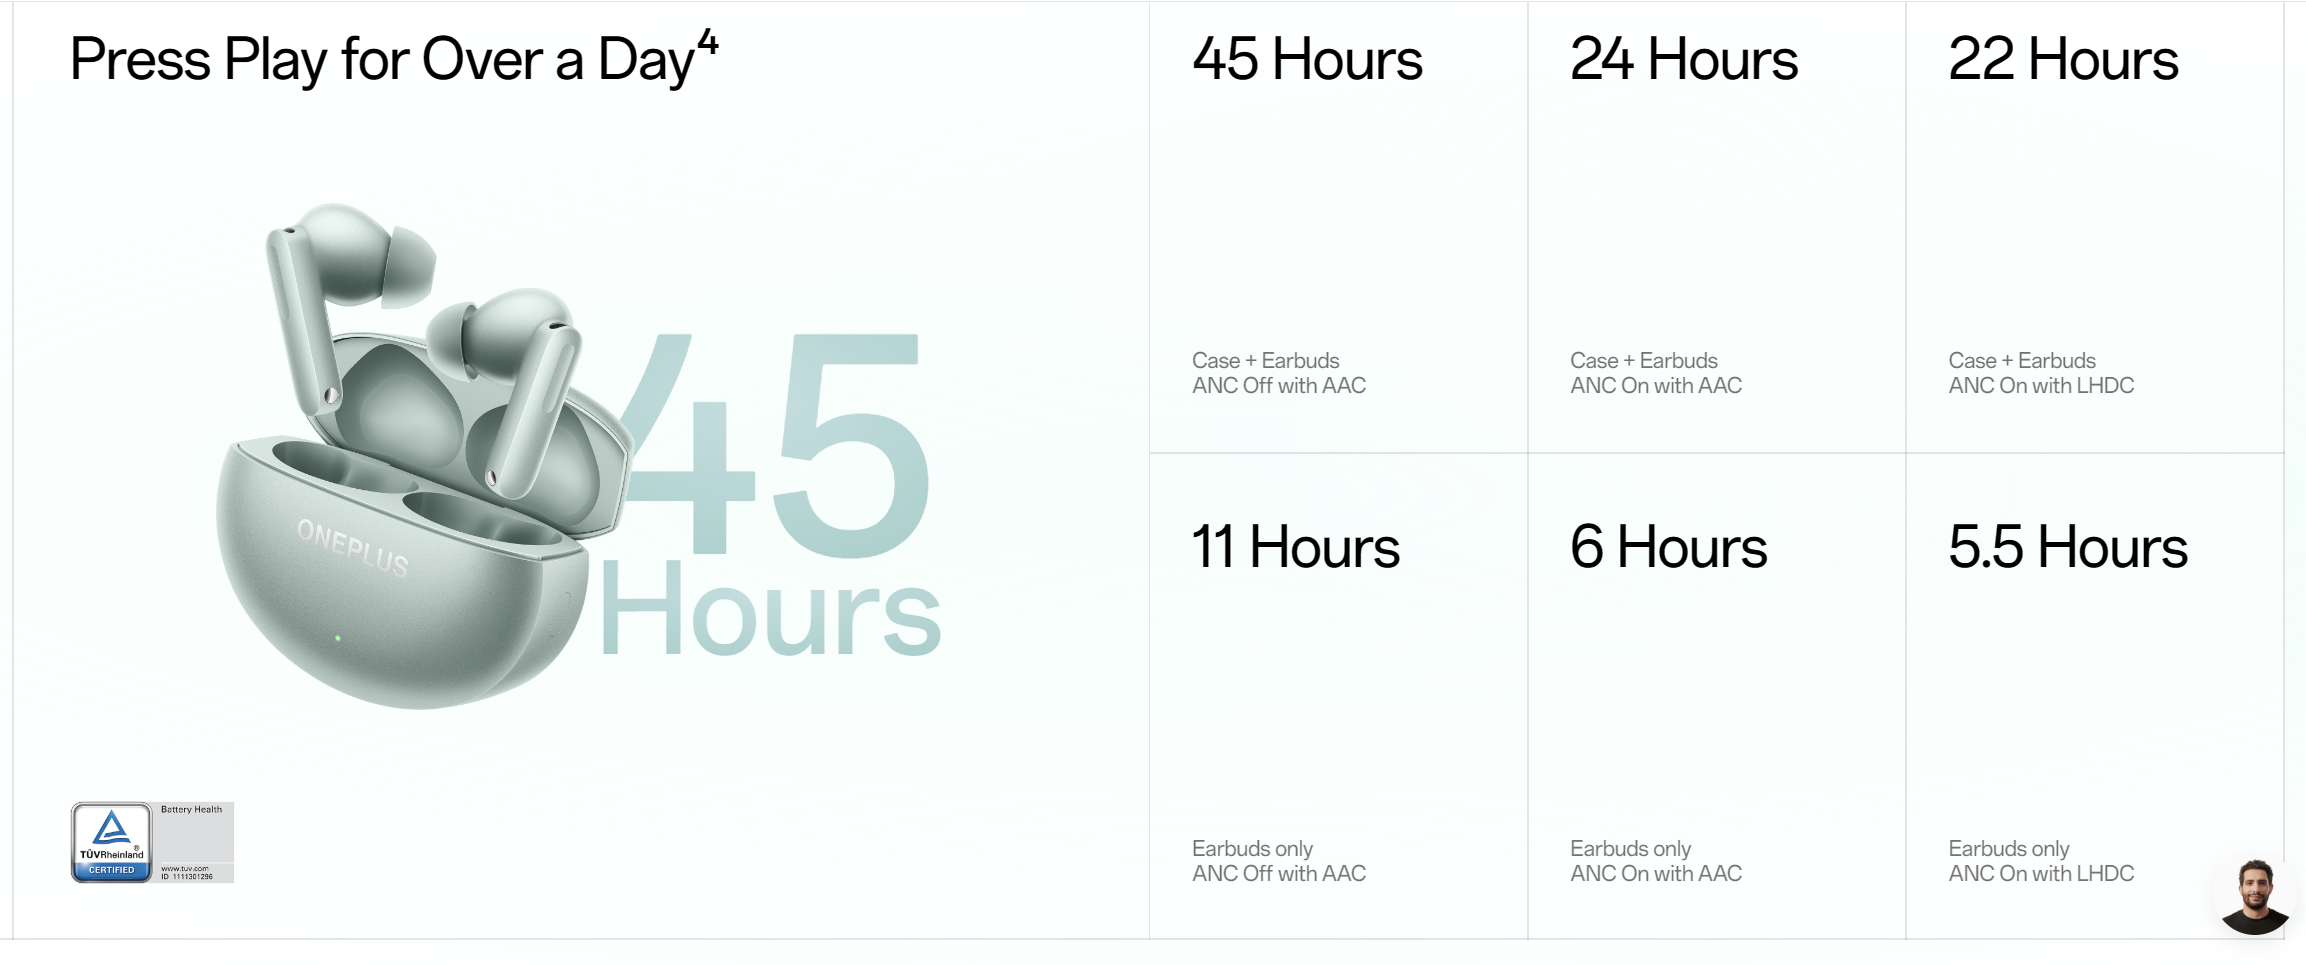 Press Play for Over a Day⁴
ONEPLUS
45
Hours
Battery Health
TÜVRheinland®
CERTIFIED
www.tuv.com
ID 1111301296
45 Hours
Case + Earbuds
ANC Off with AAC
24 Hours
Case + Earbuds
ANC On with AAC
22 Hours
Case + Earbuds
ANC On with LHDC
11 Hours
Earbuds only
ANC Off with AAC
6 Hours
Earbuds only
ANC On with AAC
5.5 Hours
Earbuds only
ANC On with LHDC